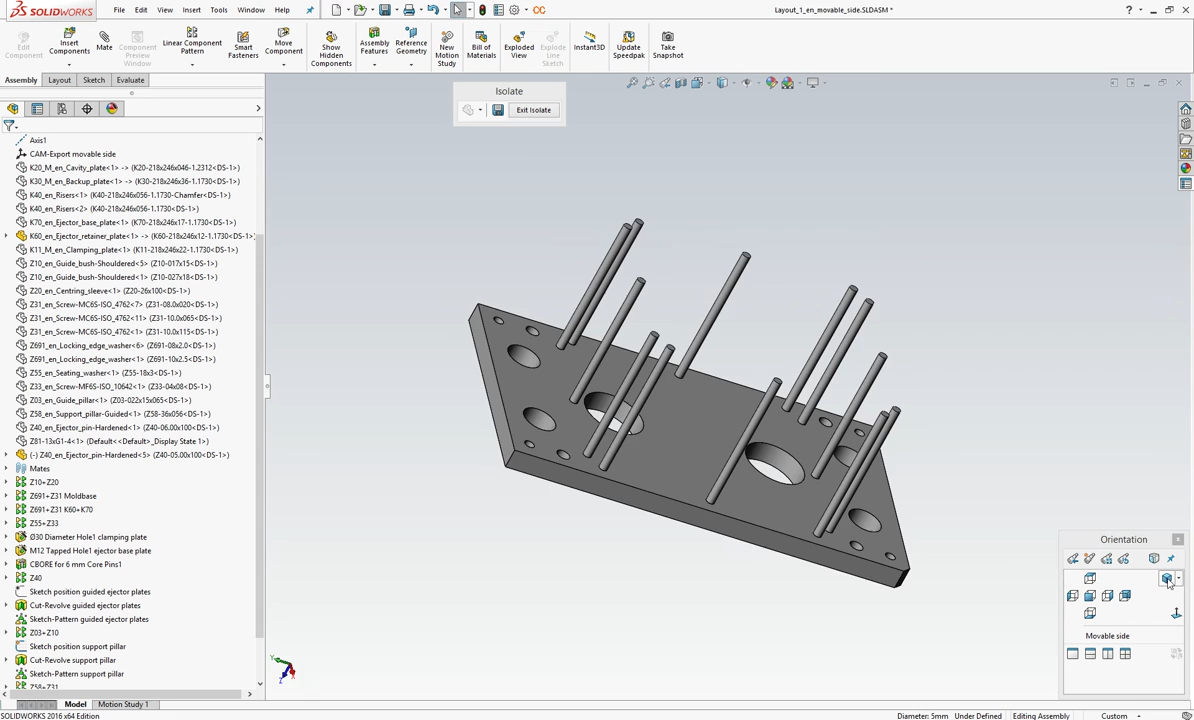 SOLIDWORKS
File Edit View Insert Tools Window Help
Layout_1_en_movable_side.SLDASM *
Edit Component
Insert Components
Mate
Component Preview Window
Linear Component Pattern
Smart Fasteners
Move Component
Show Hidden Components
Assembly Features
Reference Geometry
New Motion Study
Bill of Materials
Exploded View
Explode Line Sketch
Instant3D
Update Speedpak
Take Snapshot
Assembly Layout Sketch Evaluate
Isolate
Exit Isolate
Axis1
CAM-Export movable side
K20_M_en_Cavity_plate<1> -> (K20-218x246x046-1.2312<DS-1>)
K30_M_en_Backup_plate<1> (K30-218x246x36-1.1730<DS-1>)
K40_en_Risers<1> (K40-218x246x056-1.1730-Chamfer<DS-1>)
K40_en_Risers<2> (K40-218x246x056-1.1730<DS-1>)
K70_en_Ejector_base_plate<1> (K70-218x246x17-1.1730<DS-1>)
K60_en_Ejector_retainer_plate<1> -> (K60-218x246x12-1.1730<DS-1>
K11_M_en_Clamping_plate<1> (K11-218x246x22-1.1730<DS-1>)
Z10_en_Guide_bush-Shouldered<5> (Z10-017x15<DS-1>)
Z10_en_Guide_bush-Shouldered<1> (Z10-027x18<DS-1>)
Z20_en_Centring_sleeve<1> (Z20-26x100<DS-1>)
Z31_en_Screw-MC6S-ISO_4762<7> (Z31-08.0x020<DS-1>)
Z31_en_Screw-MC6S-ISO_4762<11> (Z31-10.0x065<DS-1>)
Z31_en_Screw-MC6S-ISO_4762<1> (Z31-10.0x115<DS-1>)
Z691_en_Locking_edge_washer<6> (Z691-08x2.0<DS-1>)
Z691_en_Locking_edge_washer<1> (Z691-10x2.5<DS-1>)
Z55_en_Seating_washer<1> (Z55-18x3<DS-1>)
Z33_en_Screw-MF6S-ISO_10642<1> (Z33-04x08<DS-1>)
Z03_en_Guide_pillar<1> (Z03-022x15x065<DS-1>)
Z58_en_Support_pillar-Guided<1> (Z58-36x056<DS-1>)
Z40_en_Ejector_pin-Hardened<1> (Z40-06.00x100<DS-1>)
Z81-13xG1-4<1> (Default<<Default>_Display State 1>)
(-) Z40_en_Ejector_pin-Hardened<5> (Z40-05.00x100<DS-1>)
Mates
Z10+Z20
Z691+Z31 Moldbase
Z691+Z31 K60+K70
Z55+Z33
Ø30 Diameter Hole1 clamping plate
M12 Tapped Hole1 ejector base plate
CBORE for 6 mm Core Pins1
Z40
Sketch position guided ejector plates
Cut-Revolve guided ejector plates
Sketch-Pattern guided ejector plates
Z03+Z10
Sketch position support pillar
Cut-Revolve support pillar
Sketch-Pattern support pillar
Z58+Z31
Orientation
Movable side
Y
Z
Model Motion Study 1
SOLIDWORKS 2016 x64 Edition
Diameter: 5mm Under Defined Editing Assembly Custom